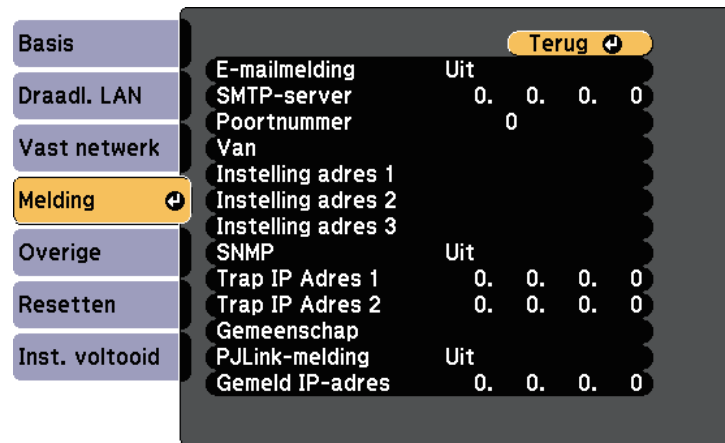 Basis
Draadl. LAN
Vast netwerk
Melding
Overige
Resetten
Inst. voltooid
Terug
E-mailmelding Uit
SMTP-server 0. 0. 0. 0
Poortnummer 0
Van
Instelling adres 1
Instelling adres 2
Instelling adres 3
SNMP Uit
Trap IP Adres 1 0. 0. 0. 0
Trap IP Adres 2 0. 0. 0. 0
Gemeenschap
PJLink-melding Uit
Gemeld IP-adres 0. 0. 0. 0